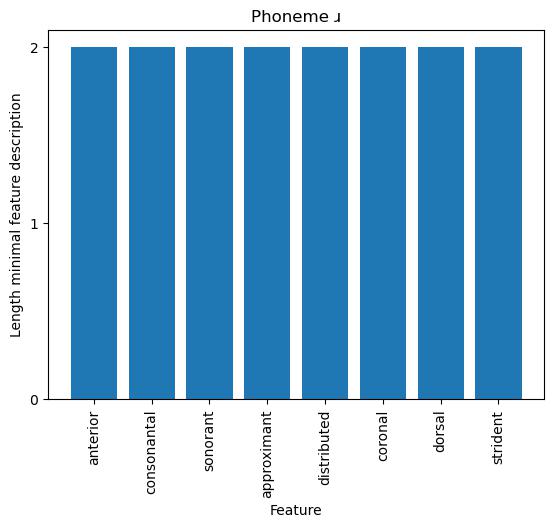 Phoneme ɹ
Length minimal feature description
2
1
0
anterior
consonantal
sonorant
approximant
distributed
coronal
dorsal
strident
Feature